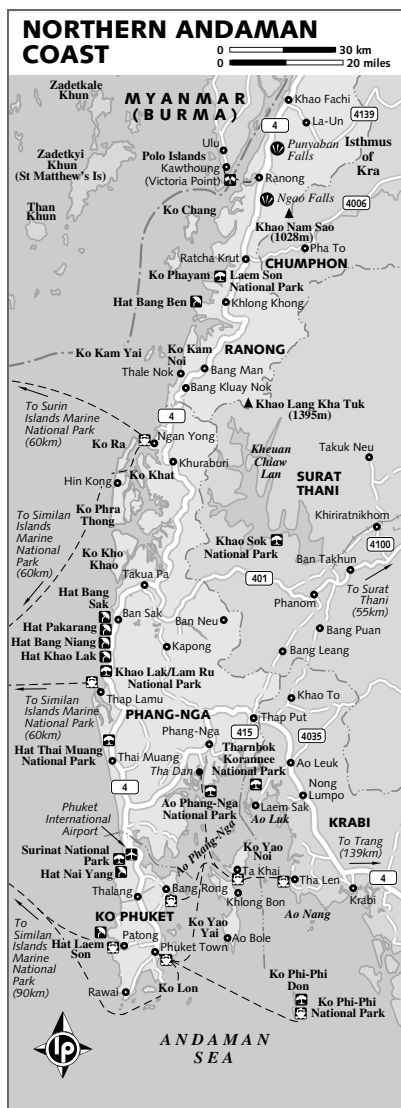 NORTHERN ANDAMAN
COAST
0 30 km
0 20 miles
Zadetkale
Khun
MYANMAR
(BURMA)
Khao Fachi
La-Un
4139
4
Ulu
Punyaban
Falls
Isthmus
of
Kra
Zadetkyi
Khun
(St Matthew's Is)
Polo Islands
Kawthoung
(Victoria Point)
Ranong
Ngao Falls
4006
Than
Khun
Ko Chang
Khao Nam Sao
(1028m)
Pha To
Ratcha Krut
CHUMPHON
Ko Phayam
Laem Son
National Park
Hat Bang Ben
Khlong Khong
RANONG
Ko Kam Yai
Ko Kam
Noi
Thale Nok
Bang Man
Bang Kluay Nok
To Surin
Islands Marine
National Park
(60km)
4
Khao Lang Kha Tuk
(1395m)
Ko Ra
Ngan Yong
Kheuan
Chiaw
Lan
Takuk Neu
Khuraburi
Ko Khat
Hin Kong
SURAT
THANI
Ko Phra
Thong
Khiriratnikhom
To Similan
Islands Marine
National
Park
(60km)
Khao Sok
National Park
4100
Ko Kho
Khao
Ban Takhun
Takua Pa
401
To Surat
Thani
(55km)
Phanom
Hat Bang
Sak
Ban Sak
Ban Neu
Bang Puan
Hat Pakarang
Hat Bang Niang
Hat Khao Lak
Kapong
Bang Leang
Khao Lak/Lam Ru
National Park
Thap Lamu
Khao To
To Similan
Islands Marine
National Park
(60km)
PHANG-NGA
Thap Put
415
4035
Phang-Nga
Hat Thai Muang
National Park
Thai Muang
Tharnbok
Korannee
National Park
Ao Leuk
Tha Dan
Nong
Lumpo
4
Ao Phang-Nga
National Park
Laem Sak
Ao Luk
Phuket
International
Airport
KRABI
Ao Phang-Nga
Ko Yao
Noi
To Trang
(139km)
Surinat National
Park
Hat Nai Yang
Ta Khai
Tha Len
4
Thalang
Bang Rong
Khlong Bon
Krabi
KO PHUKET
Ao Nang
To
Similan
Islands
Marine
National
Park
(90km)
Hat Laem
Son
Patong
Ko Yao
Yai
Ao Bole
Phuket Town
Ko Phi-Phi
Don
Rawai
Ko Lon
Ko Phi-Phi
National Park
ANDAMAN
SEA
lp